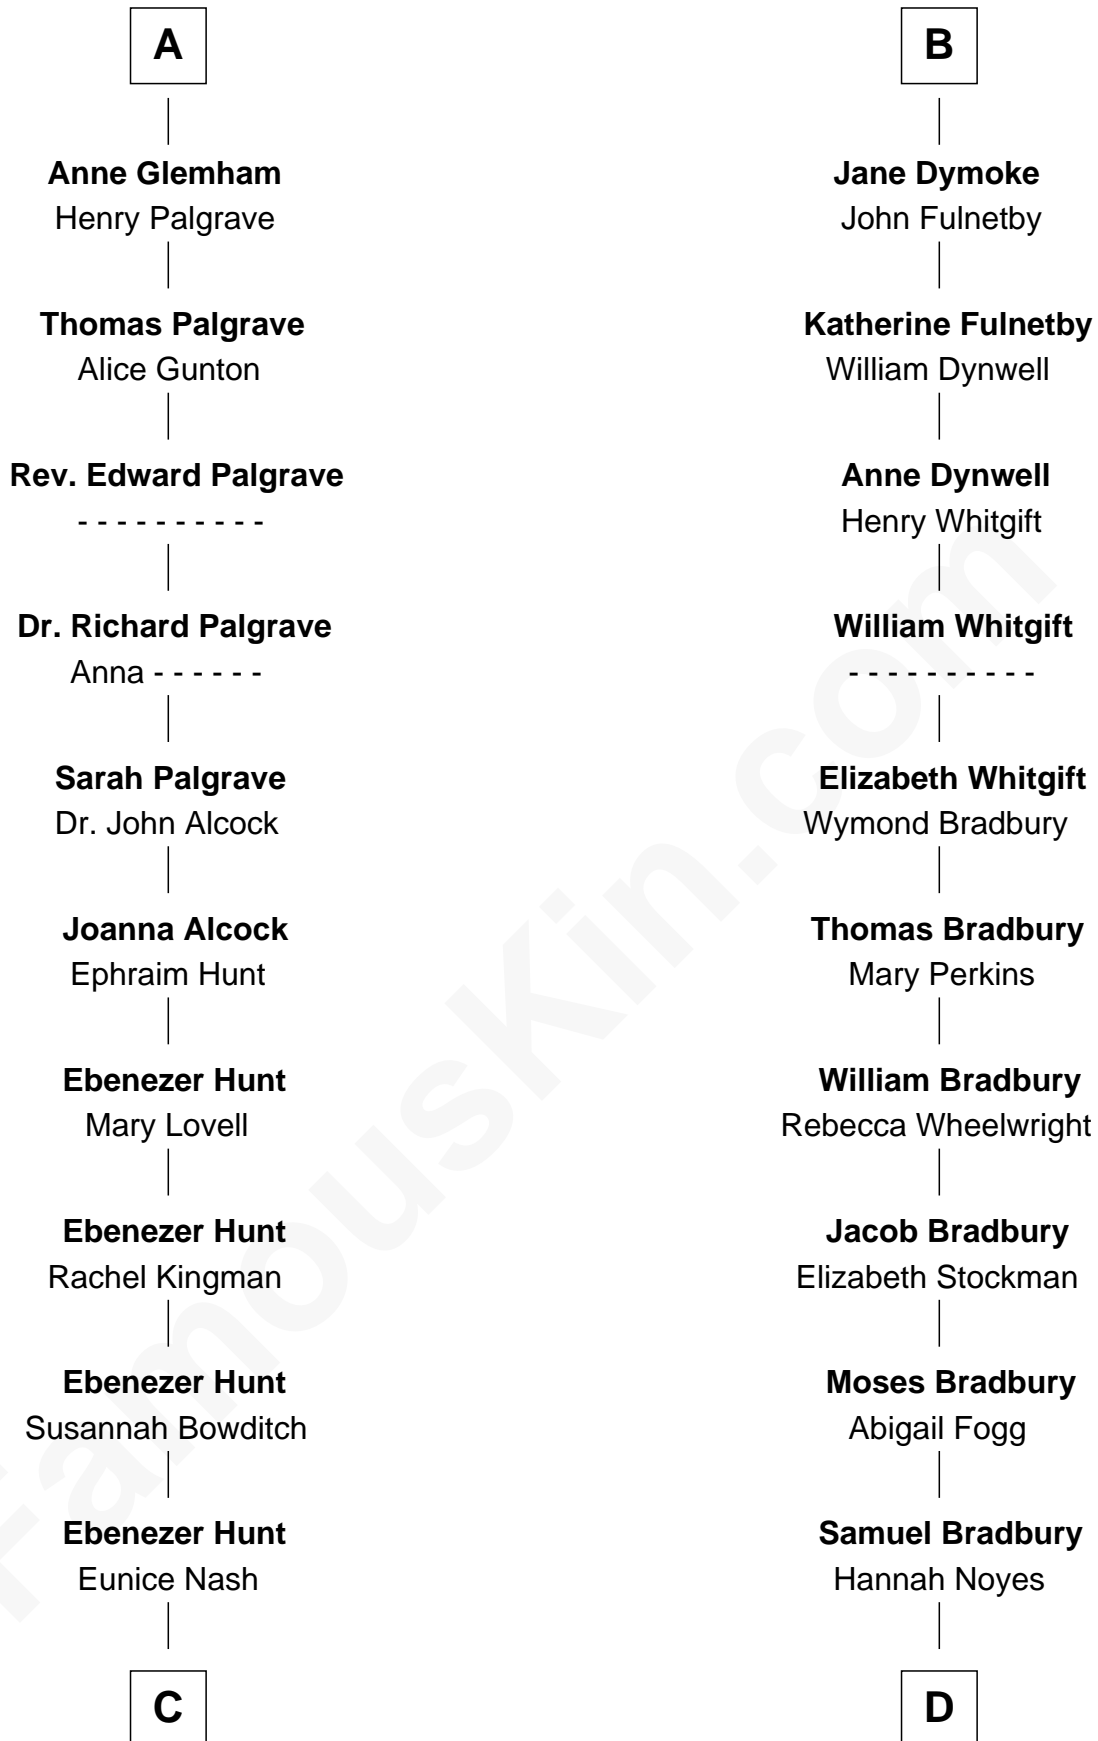 A
Anne Glemham
Henry Palgrave
Thomas Palgrave
Alice Gunton
Rev. Edward Palgrave
- - - - - - - - - -
Dr. Richard Palgrave
Anna - - - - - -
Sarah Palgrave
Dr. John Alcock
Joanna Alcock
Ephraim Hunt
Ebenezer Hunt
Mary Lovell
Ebenezer Hunt
Rachel Kingman
Ebenezer Hunt
Susannah Bowditch
Ebenezer Hunt
Eunice Nash
C
B
Jane Dymoke
John Fulnetby
Katherine Fulnetby
William Dynwell
Anne Dynwell
Henry Whitgift
William Whitgift
- - - - - - - - - -
Elizabeth Whitgift
Wymond Bradbury
Thomas Bradbury
Mary Perkins
William Bradbury
Rebecca Wheelwright
Jacob Bradbury
Elizabeth Stockman
Moses Bradbury
Abigail Fogg
Samuel Bradbury
Hannah Noyes
D
FamousKin.com